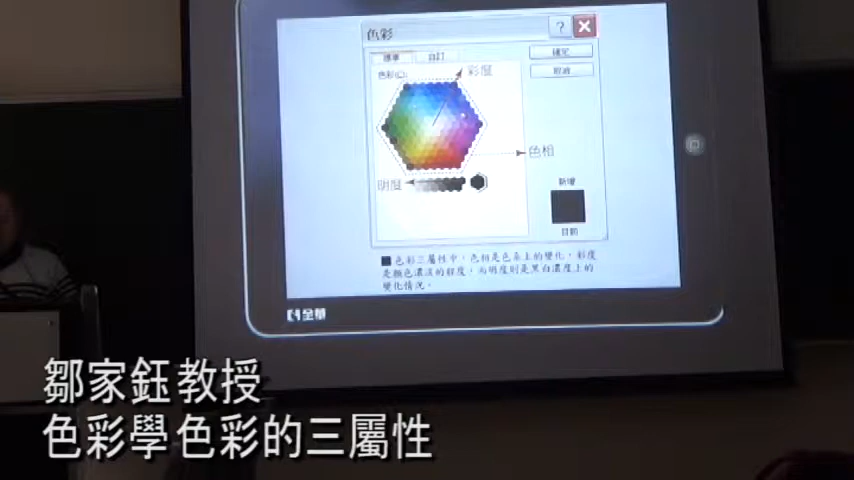 色彩
?
標準
自訂
確定
取消
色彩(C):
彩度
色相
明度
新增
目前
色彩三屬性中，色相是色系上的變化，彩度
是顏色濃淡的程度，而明度則是黑白濃度上的
變化情況。
全華
鄒家鈺教授
色彩學色彩的三屬性